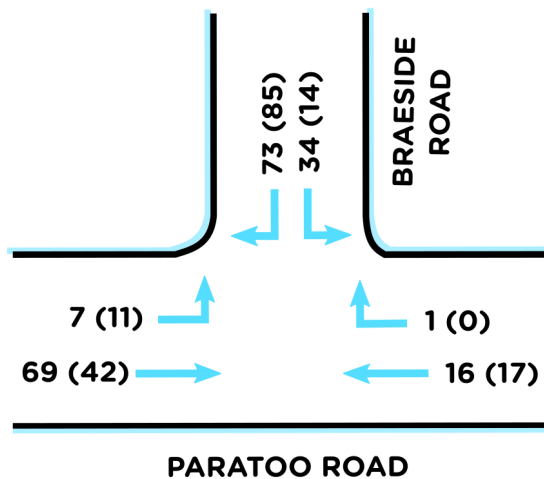 73 (85)
34 (14)
BRAESIDE
ROAD
7 (11)
1 (0)
69 (42)
16 (17)
PARATOO ROAD